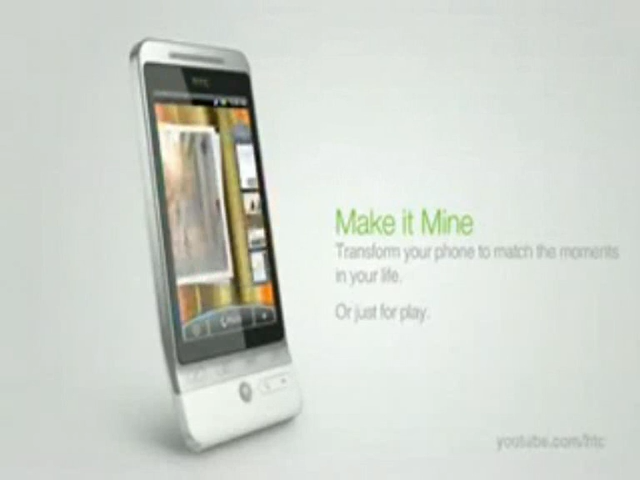 hTC
Make it Mine
Transform your phone to match the moments
in your life.
Or just for play.
youtube.com/htc